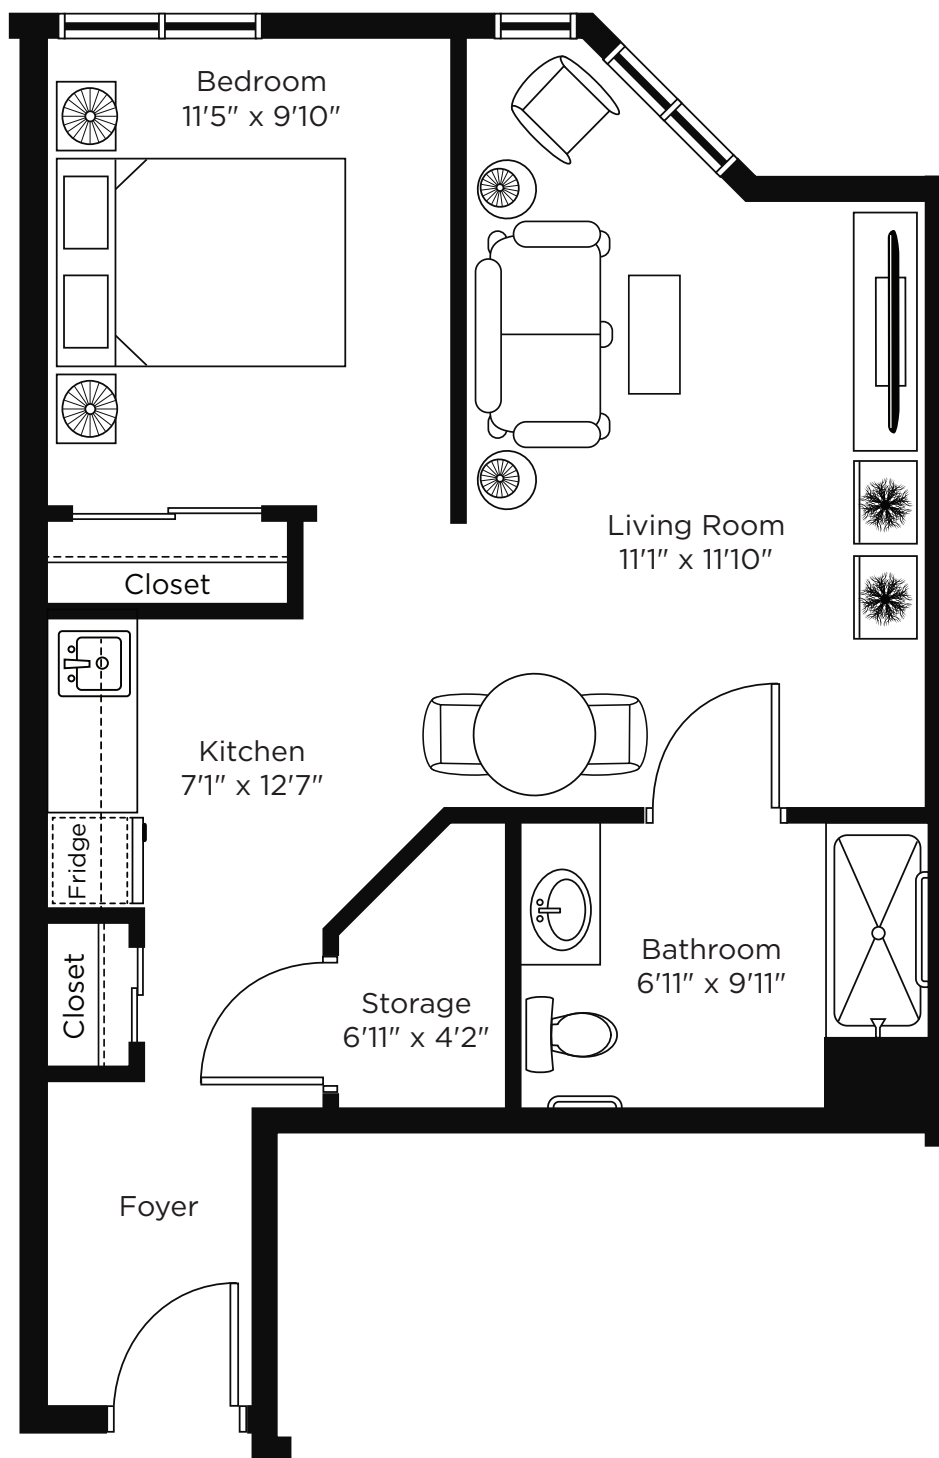 Bedroom
11'5" x 9'10"
Living Room
11'1" x 11'10"
Closet
Kitchen
7'1" x 12'7"
Fridge
Closet
Storage
6'11" x 4'2"
Bathroom
6'11" x 9'11"
Foyer